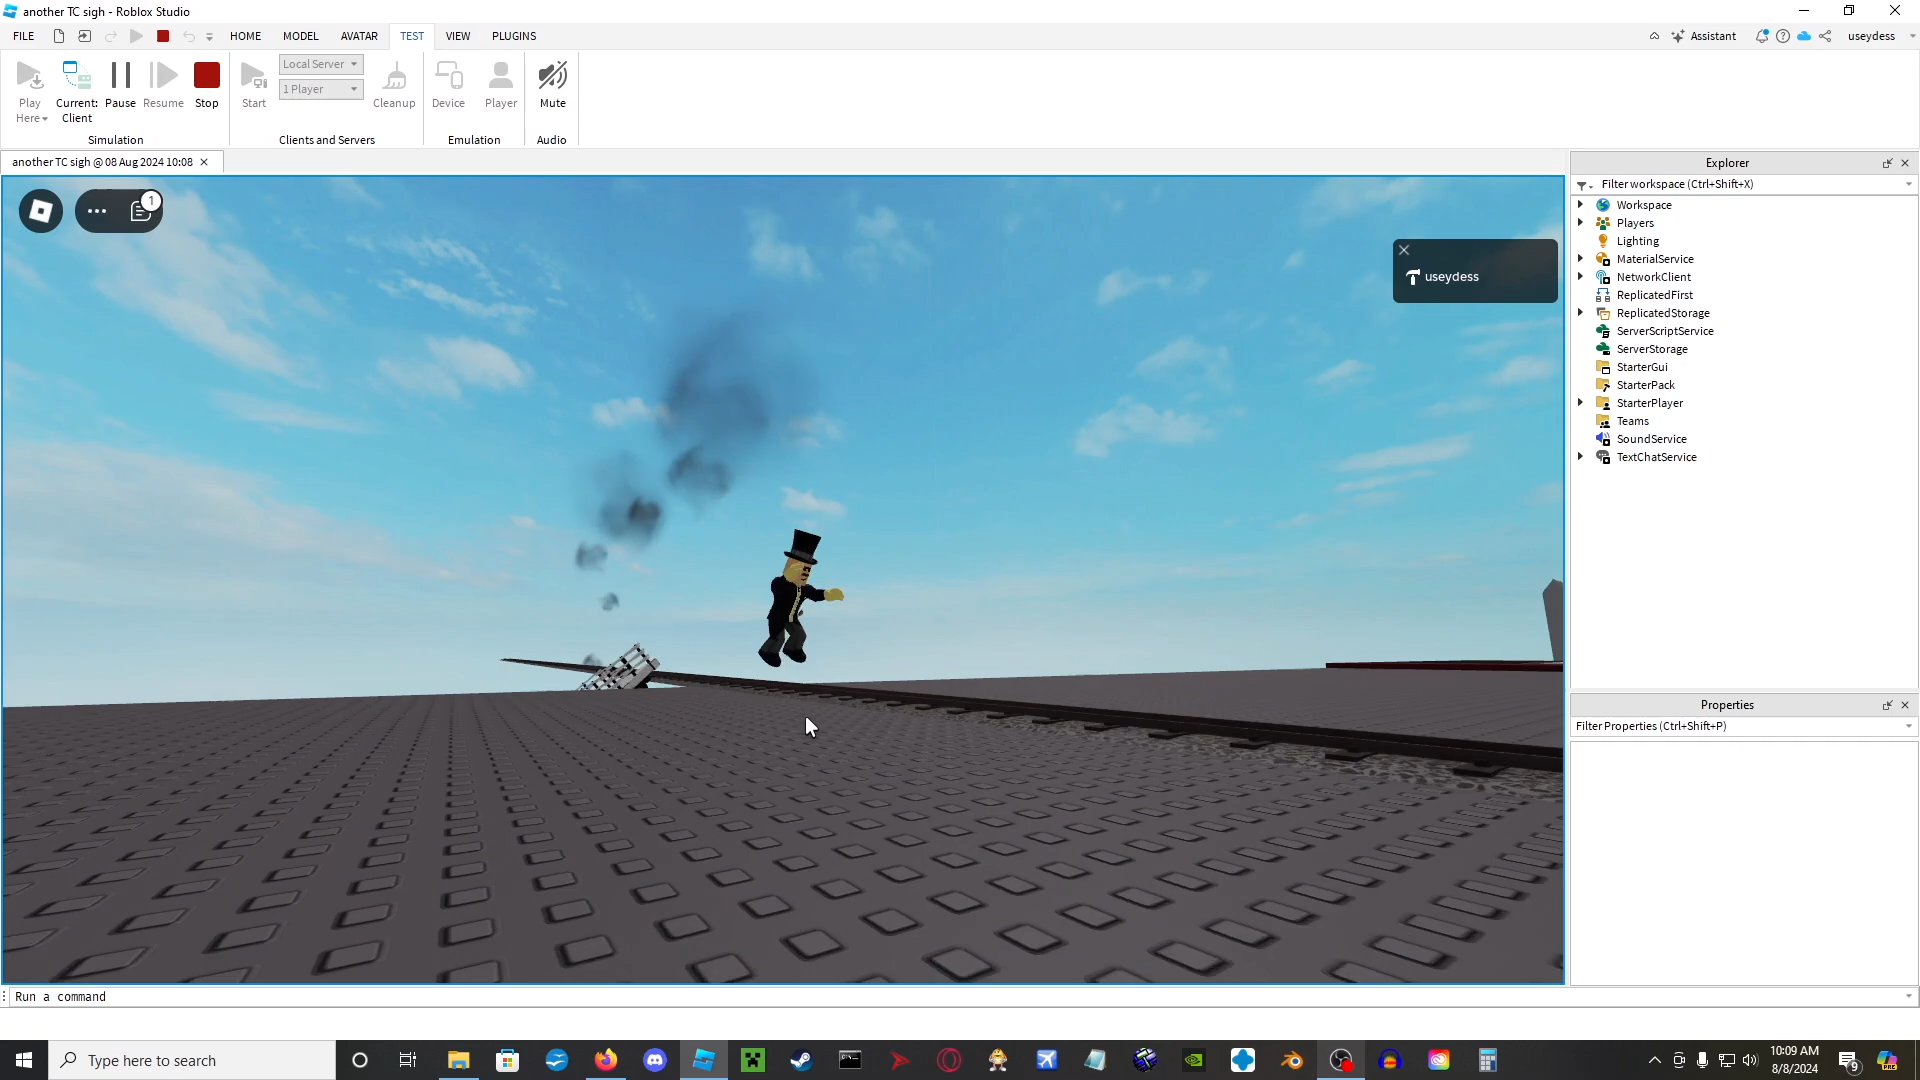 another TC sigh - Roblox Studio
FILE HOME MODEL AVATAR TEST VIEW PLUGINS Assistant useydess
Play Here
Current: Client
Pause
Resume
Stop
Simulation
Start
Local Server
1 Player
Cleanup
Clients and Servers
Device
Player
Emulation
Mute
Audio
another TC sigh @ 08 Aug 2024 10:08
1
useydess
Explorer
Filter workspace (Ctrl+Shift+X)
Workspace
Players
Lighting
MaterialService
NetworkClient
ReplicatedFirst
ReplicatedStorage
ServerScriptService
ServerStorage
StarterGui
StarterPack
StarterPlayer
Teams
SoundService
TextChatService
Properties
Filter Properties (Ctrl+Shift+P)
Run a command
Type here to search
10:09 AM
8/8/2024
9